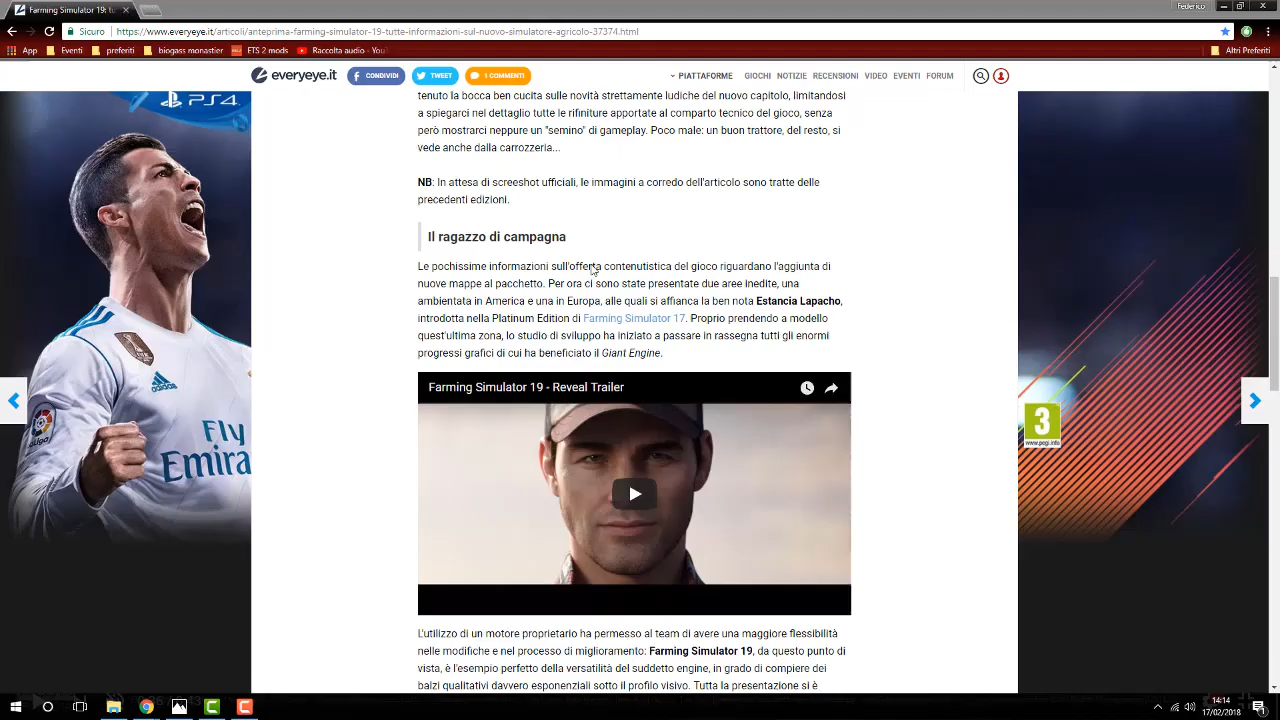 Farming Simulator 19: tu
Federico
Sicuro
https://www.everyeye.it/articoli/anteprima-farming-simulator-19-tutte-informazioni-sul-nuovo-simulatore-agricolo-37374.html
App
Eventi
preferiti
biogass monastier
ETS 2 mods
Raccolta audio - You
Altri Preferiti
everyeye.it
CONDIVIDI
TWEET
1 COMMENTI
PIATTAFORME
GIOCHI
NOTIZIE
RECENSIONI
VIDEO
EVENTI
FORUM
PS4
tenuto la bocca ben cucita sulle novità strettamente ludiche del nuovo capitolo, limitandosi
a spiegarci nel dettaglio tutte le rifiniture apportate al comparto tecnico del gioco, senza
però mostrarci neppure un "semino" di gameplay. Poco male: un buon trattore, del resto, si
vede anche dalla carrozzeria...
NB: In attesa di screeshot ufficiali, le immagini a corredo dell'articolo sono tratte delle
precedenti edizioni.
Il ragazzo di campagna
Le pochissime informazioni sull'offerta contenutistica del gioco riguardano l'aggiunta di
nuove mappe al pacchetto. Per ora ci sono state presentate due aree inedite, una
ambientata in America e una in Europa, alle quali si affianca la ben nota Estancia Lapacho,
introdotta nella Platinum Edition di Farming Simulator 17. Proprio prendendo a modello
quest'ultima zona, lo studio di sviluppo ha iniziato a passare in rassegna tutti gli enormi
progressi grafici di cui ha beneficiato il Giant Engine.
Farming Simulator 19 - Reveal Trailer
Fly
Emira
adidas
LaLiga
3
www.pegi.info
L'utilizzo di un motore proprietario ha permesso al team di avere una maggiore flessibilità
nelle modifiche e nel processo di miglioramento: Farming Simulator 19, da questo punto di
vista, è l'esempio perfetto della versatilità del suddetto engine, in grado di compiere dei
balzi qualitativi davvero esponenziali sotto il profilo visivo. Tutta la presentazione si è
14:14
17/02/2018